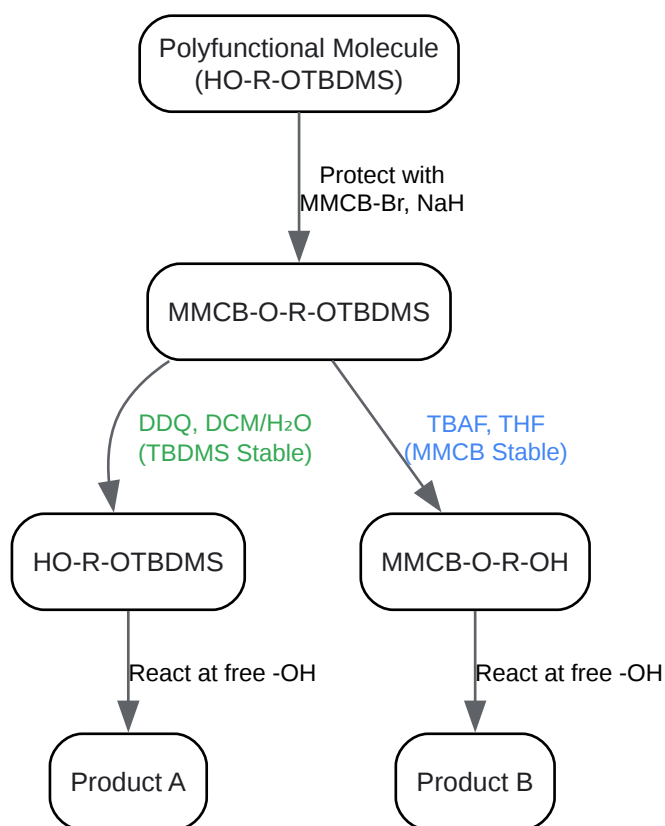 Polyfunctional Molecule
(HO-R-OTBDMS)
Protect with
MMCB-Br, NaH
MMCB-O-R-OTBDMS
DDQ, DCM/H₂O
(TBDMS Stable)
TBAF, THF
(MMCB Stable)
HO-R-OTBDMS
MMCB-O-R-OH
React at free -OH
React at free -OH
Product A
Product B